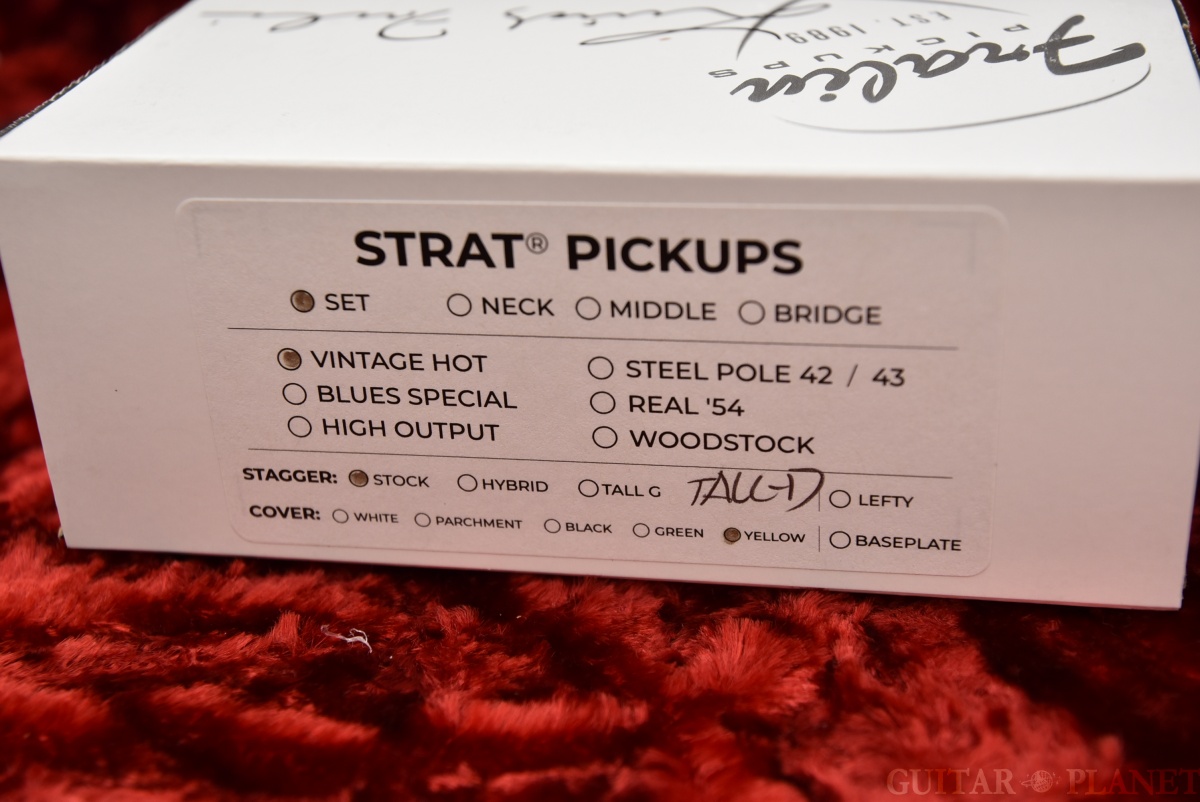 Fralin
PICKUPS
EST. 1989
STRAT® PICKUPS
SET NECK MIDDLE BRIDGE
VINTAGE HOT STEEL POLE 42 / 43
BLUES SPECIAL REAL '54
HIGH OUTPUT WOODSTOCK
STAGGER: STOCK HYBRID TALL G TALL-D LEFTY
COVER: WHITE PARCHMENT BLACK GREEN YELLOW BASEPLATE
GUITAR PLANET